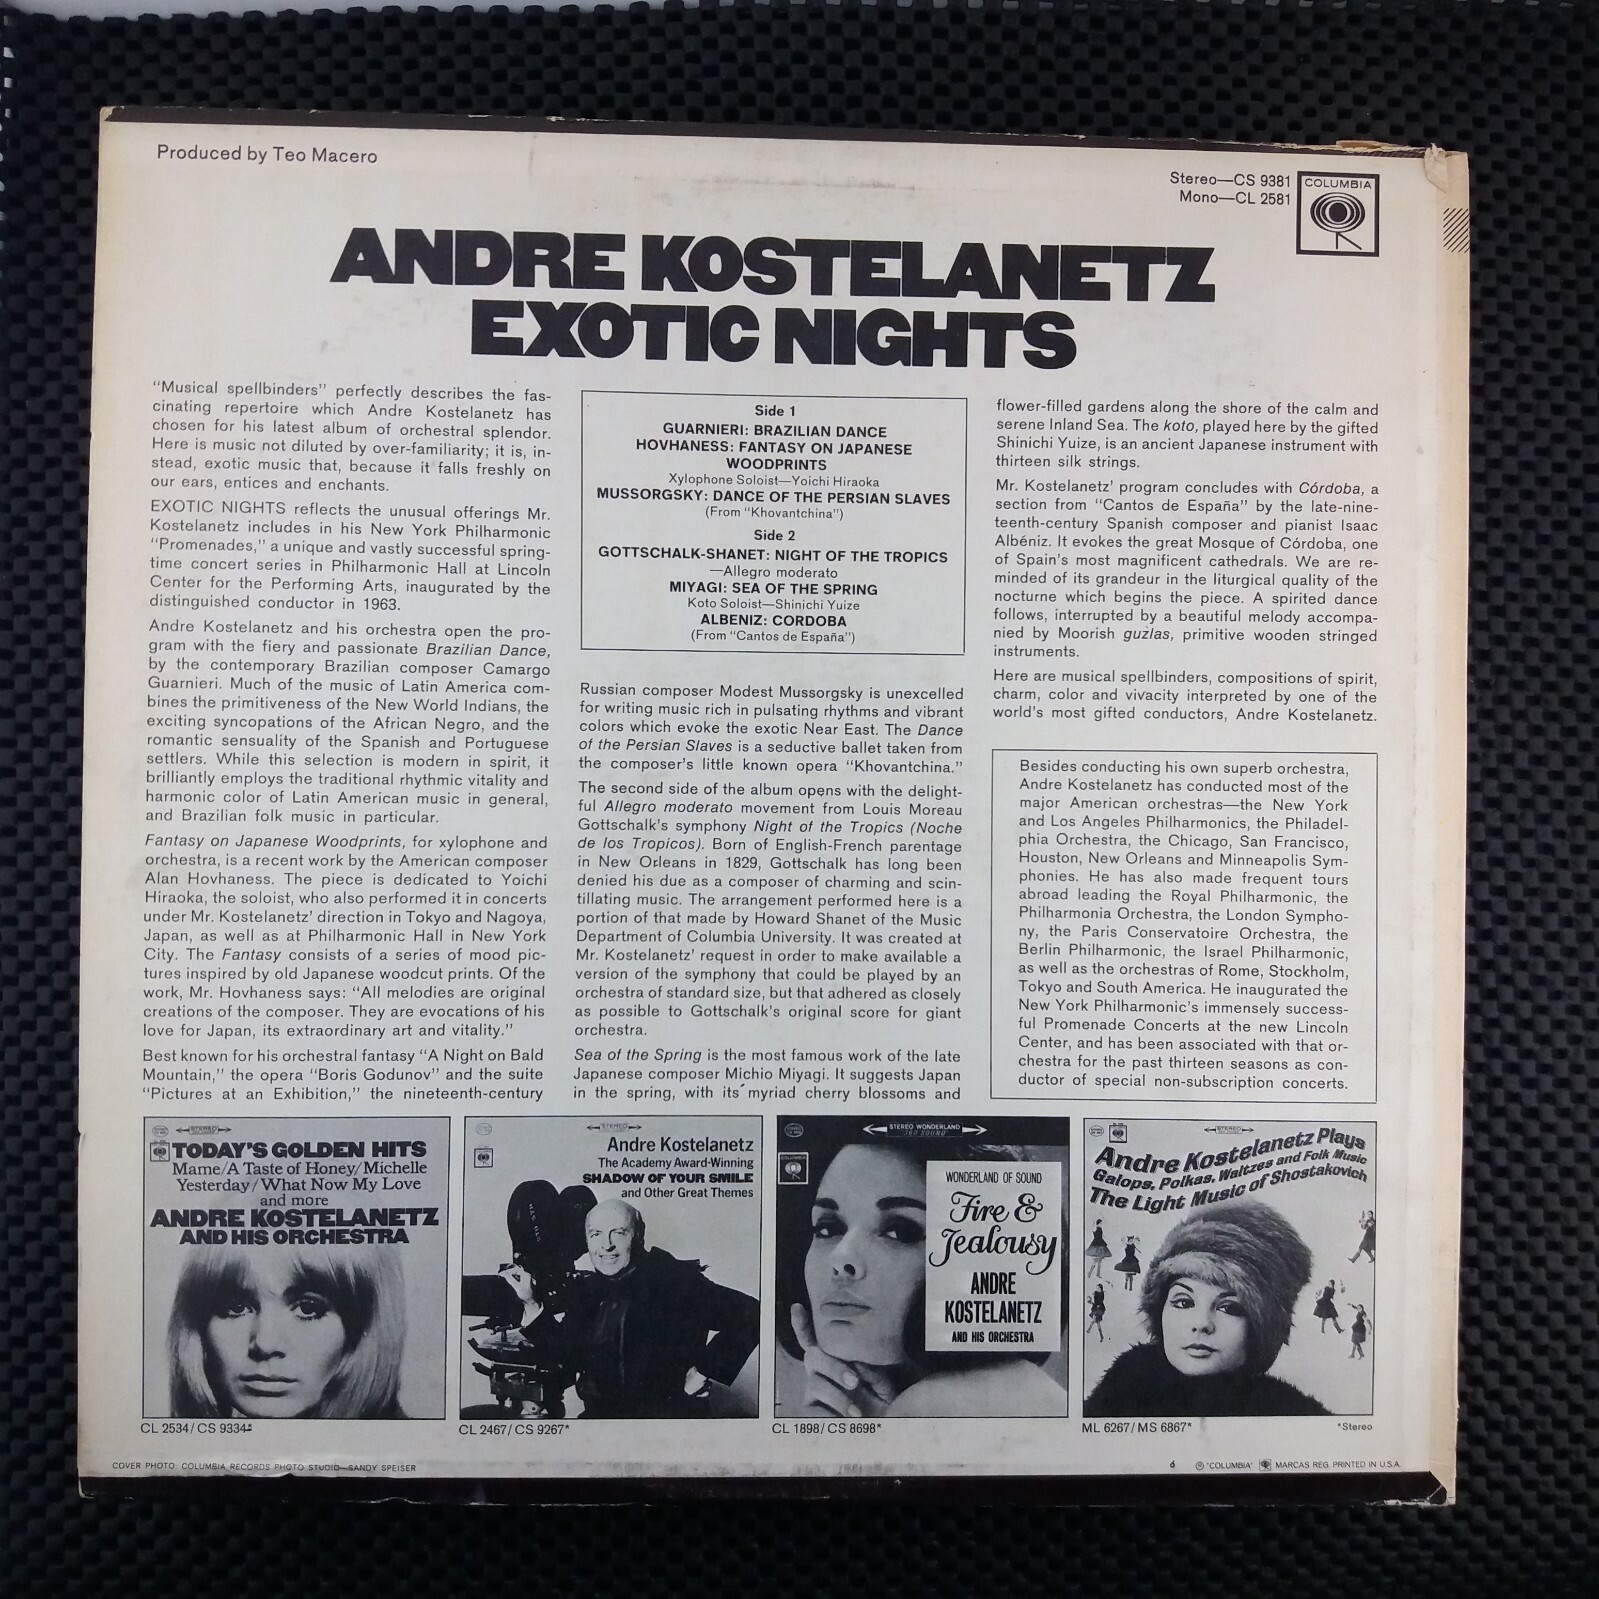 Produced by Teo Macero
Stereo—CS 9381
Mono—CL 2581
COLUMBIA
ANDRE KOSTELANETZ
EXOTIC NIGHTS
"Musical spellbinders" perfectly describes the fas-
cinating repertoire which Andre Kostelanetz has
chosen for his latest album of orchestral splendor.
Here is music not diluted by over-familiarity; it is, in-
stead, exotic music that, because it falls freshly on
our ears, entices and enchants.
EXOTIC NIGHTS reflects the unusual offerings Mr.
Kostelanetz includes in his New York Philharmonic
"Promenades," a unique and vastly successful spring-
time concert series in Philharmonic Hall at Lincoln
Center for the Performing Arts, inaugurated by the
distinguished conductor in 1963.
Andre Kostelanetz and his orchestra open the pro-
gram with the fiery and passionate Brazilian Dance,
by the contemporary Brazilian composer Camargo
Guarnieri. Much of the music of Latin America com-
bines the primitiveness of the New World Indians, the
exciting syncopations of the African Negro, and the
romantic sensuality of the Spanish and Portuguese
settlers. While this selection is modern in spirit, it
brilliantly employs the traditional rhythmic vitality and
harmonic color of Latin American music in general,
and Brazilian folk music in particular.
Fantasy on Japanese Woodprints, for xylophone and
orchestra, is a recent work by the American composer
Alan Hovhaness. The piece is dedicated to Yoichi
Hiraoka, the soloist, who also performed it in concerts
under Mr. Kostelanetz' direction in Tokyo and Nagoya,
Japan, as well as at Philharmonic Hall in New York
City. The Fantasy consists of a series of mood pic-
tures inspired by old Japanese woodcut prints. Of the
work, Mr. Hovhaness says: "All melodies are original
creations of the composer. They are evocations of his
love for Japan, its extraordinary art and vitality."
Best known for his orchestral fantasy "A Night on Bald
Mountain," the opera "Boris Godunov" and the suite
"Pictures at an Exhibition," the nineteenth-century
Side 1
GUARNIERI: BRAZILIAN DANCE
HOVHANESS: FANTASY ON JAPANESE
WOODPRINTS
Xylophone Soloist—Yoichi Hiraoka
MUSSORGSKY: DANCE OF THE PERSIAN SLAVES
(From "Khovantchina")
Side 2
GOTTSCHALK-SHANET: NIGHT OF THE TROPICS
—Allegro moderato
MIYAGI: SEA OF THE SPRING
Koto Soloist—Shinichi Yuize
ALBENIZ: CORDOBA
(From "Cantos de España")
Russian composer Modest Mussorgsky is unexcelled
for writing music rich in pulsating rhythms and vibrant
colors which evoke the exotic Near East. The Dance
of the Persian Slaves is a seductive ballet taken from
the composer's little known opera "Khovantchina."
The second side of the album opens with the delight-
ful Allegro moderato movement from Louis Moreau
Gottschalk's symphony Night of the Tropics (Noche
de los Tropicos). Born of English-French parentage
in New Orleans in 1829, Gottschalk has long been
denied his due as a composer of charming and scin-
tillating music. The arrangement performed here is a
portion of that made by Howard Shanet of the Music
Department of Columbia University. It was created at
Mr. Kostelanetz' request in order to make available a
version of the symphony that could be played by an
orchestra of standard size, but that adhered as closely
as possible to Gottschalk's original score for giant
orchestra.
Sea of the Spring is the most famous work of the late
Japanese composer Michio Miyagi. It suggests Japan
in the spring, with its myriad cherry blossoms and
flower-filled gardens along the shore of the calm and
serene Inland Sea. The koto, played here by the gifted
Shinichi Yuize, is an ancient Japanese instrument with
thirteen silk strings.
Mr. Kostelanetz' program concludes with Córdoba, a
section from "Cantos de España" by the late-nine-
teenth-century Spanish composer and pianist Isaac
Albéniz. It evokes the great Mosque of Córdoba, one
of Spain's most magnificent cathedrals. We are re-
minded of its grandeur in the liturgical quality of the
nocturne which begins the piece. A spirited dance
follows, interrupted by a beautiful melody accompa-
nied by Moorish guzlas, primitive wooden stringed
instruments.
Here are musical spellbinders, compositions of spirit,
charm, color and vivacity interpreted by one of the
world's most gifted conductors, Andre Kostelanetz.
Besides conducting his own superb orchestra,
Andre Kostelanetz has conducted most of the
major American orchestras—the New York
and Los Angeles Philharmonics, the Philadel-
phia Orchestra, the Chicago, San Francisco,
Houston, New Orleans and Minneapolis Sym-
phonies. He has also made frequent tours
abroad leading the Royal Philharmonic, the
Philharmonia Orchestra, the London Sympho-
ny, the Paris Conservatoire Orchestra, the
Berlin Philharmonic, the Israel Philharmonic,
as well as the orchestras of Rome, Stockholm,
Tokyo and South America. He inaugurated the
New York Philharmonic's immensely success-
ful Promenade Concerts at the new Lincoln
Center, and has been associated with that or-
chestra for the past thirteen seasons as con-
ductor of special non-subscription concerts.
STEREO
TODAY'S GOLDEN HITS
Mame/A Taste of Honey/Michelle
Yesterday/What Now My Love
and more
ANDRE KOSTELANETZ
AND HIS ORCHESTRA
CL 2534/CS 9334*
STEREO
Andre Kostelanetz
The Academy Award-Winning
SHADOW OF YOUR SMILE
and Other Great Themes
CL 2467/CS 9267*
STEREO WONDERLAND
"360 SOUND"
COLUMBIA
WONDERLAND OF SOUND
Fire &
Jealousy
ANDRE
KOSTELANETZ
AND HIS ORCHESTRA
CL 1898/CS 8698*
STEREO
Andre Kostelanetz Plays
Galops, Polkas, Waltzes and Folk Music
The Light Music of Shostakovich
ML 6267/MS 6867*
*Stereo
COVER PHOTO: COLUMBIA RECORDS PHOTO STUDIO—SANDY SPEISER
6 ℗ "COLUMBIA" MARCAS REG. PRINTED IN U.S.A.